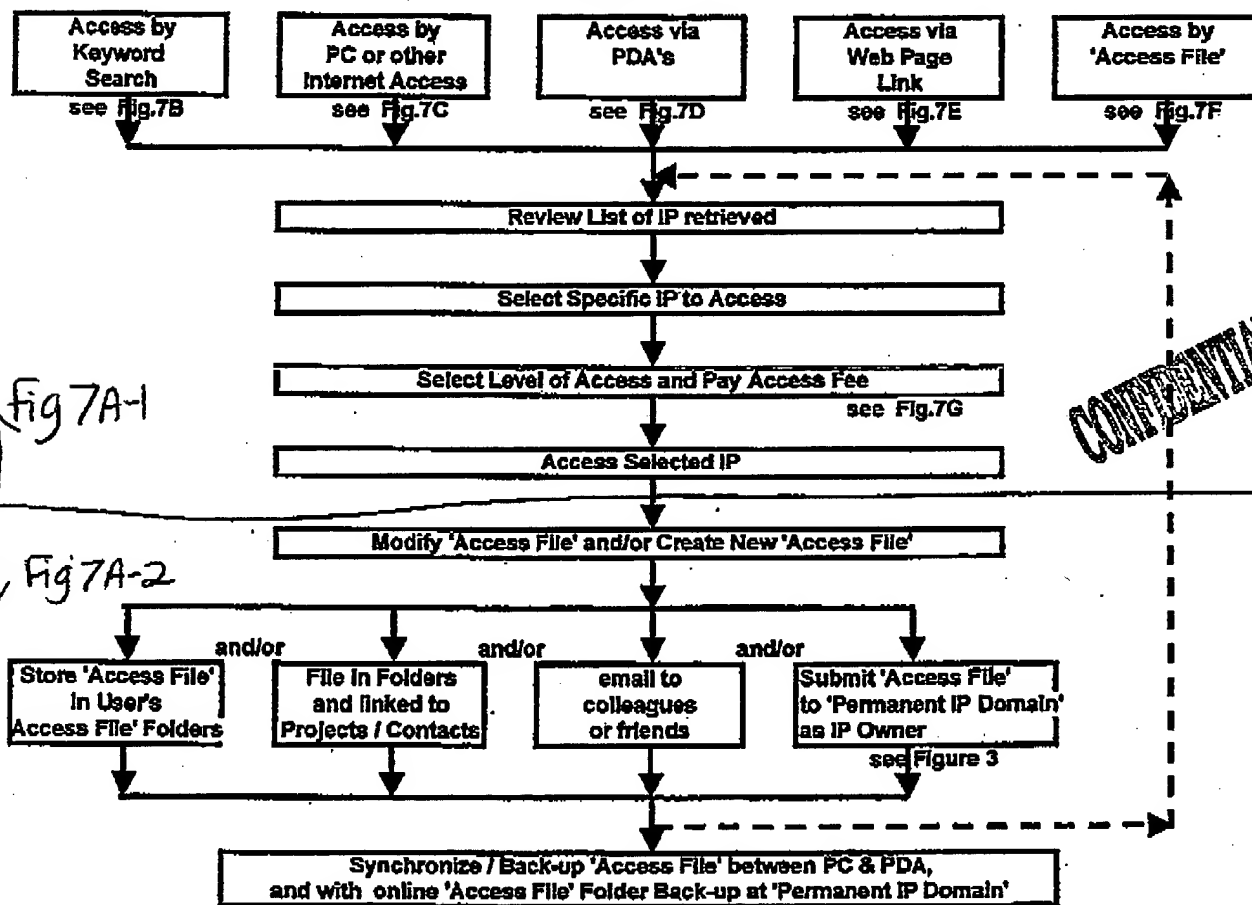 Access by
Keyword
Search
see Fig.7B
Access by
PC or other
Internet Access
see Fig.7C
Access via
PDA's
see Fig.7D
Access via
Web Page
Link
see Fig.7E
Access by
'Access File'
see Fig.7F
Review List of IP retrieved
Select Specific IP to Access
Select Level of Access and Pay Access Fee
see Fig.7G
CONFIDENTIAL
Fig 7A-1
Access Selected IP
Modify 'Access File' and/or Create New 'Access File'
Fig 7A-2
Store 'Access File'
in User's
Access File' Folders
and/or
File in Folders
and linked to
Projects / Contacts
and/or
email to
colleagues
or friends
and/or
Submit 'Access File'
to 'Permanent IP Domain'
as IP Owner
see Figure 3
Synchronize / Back-up 'Access File' between PC & PDA,
and with online 'Access File' Folder Back-up at 'Permanent IP Domain'